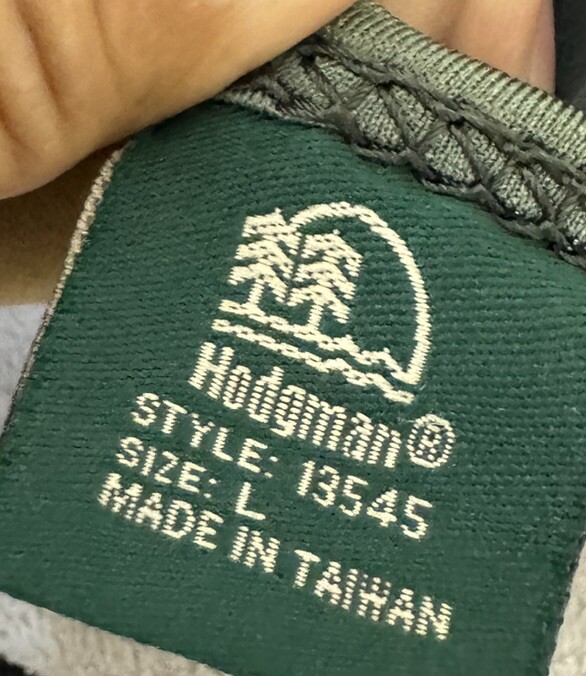 Hodgman®
STYLE: 13545
SIZE: L
MADE IN TAIWAN